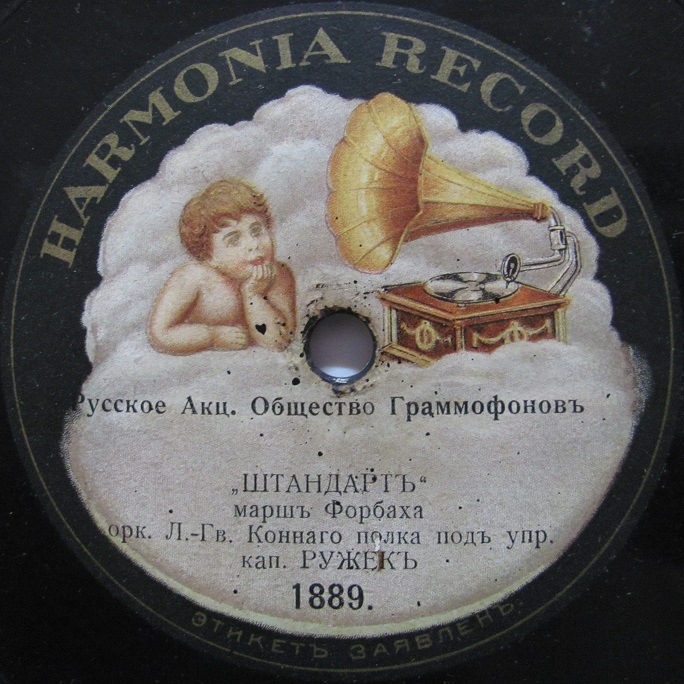 HARMONIA RECORD
Русское Акц. Общество Граммофоновъ
„ШТАНДАРТЪ“
маршъ Форбаха
орк. Л.-Гв. Коннаго полка подъ упр.
кап. РУЖЕКЪ
1889.
ЭТИКЕТЪ ЗАЯВЛЕНЪ